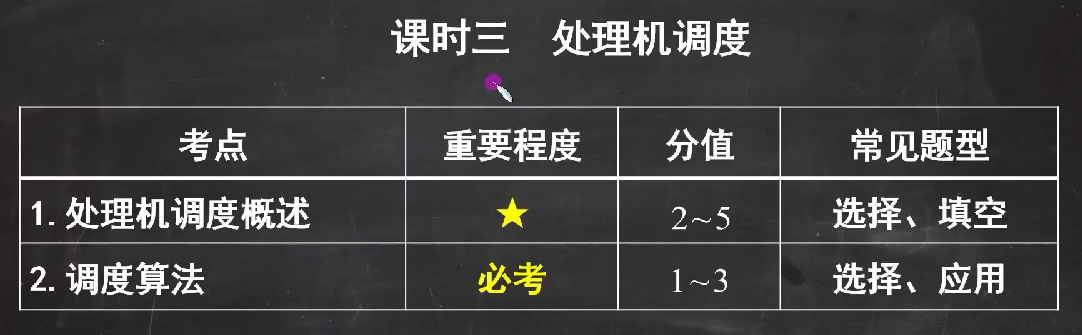 课时三 处理机调度
考点 重要程度 分值 常见题型
1.处理机调度概述 ★ 2~5 选择、填空
2.调度算法 必考 1~3 选择、应用